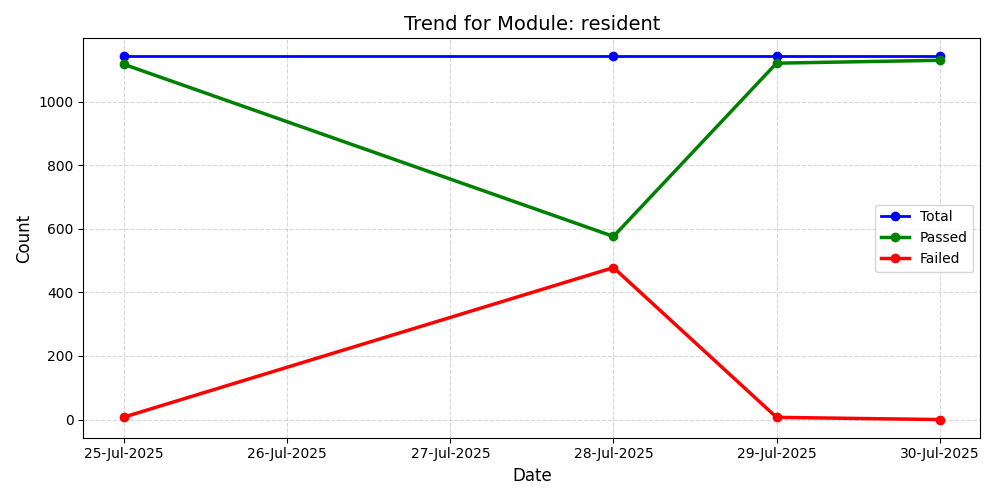 Trend for Module: resident
Count
1000
800
600
400
200
0
Total
Passed
Failed
25-Jul-2025
26-Jul-2025
27-Jul-2025
28-Jul-2025
29-Jul-2025
30-Jul-2025
Date